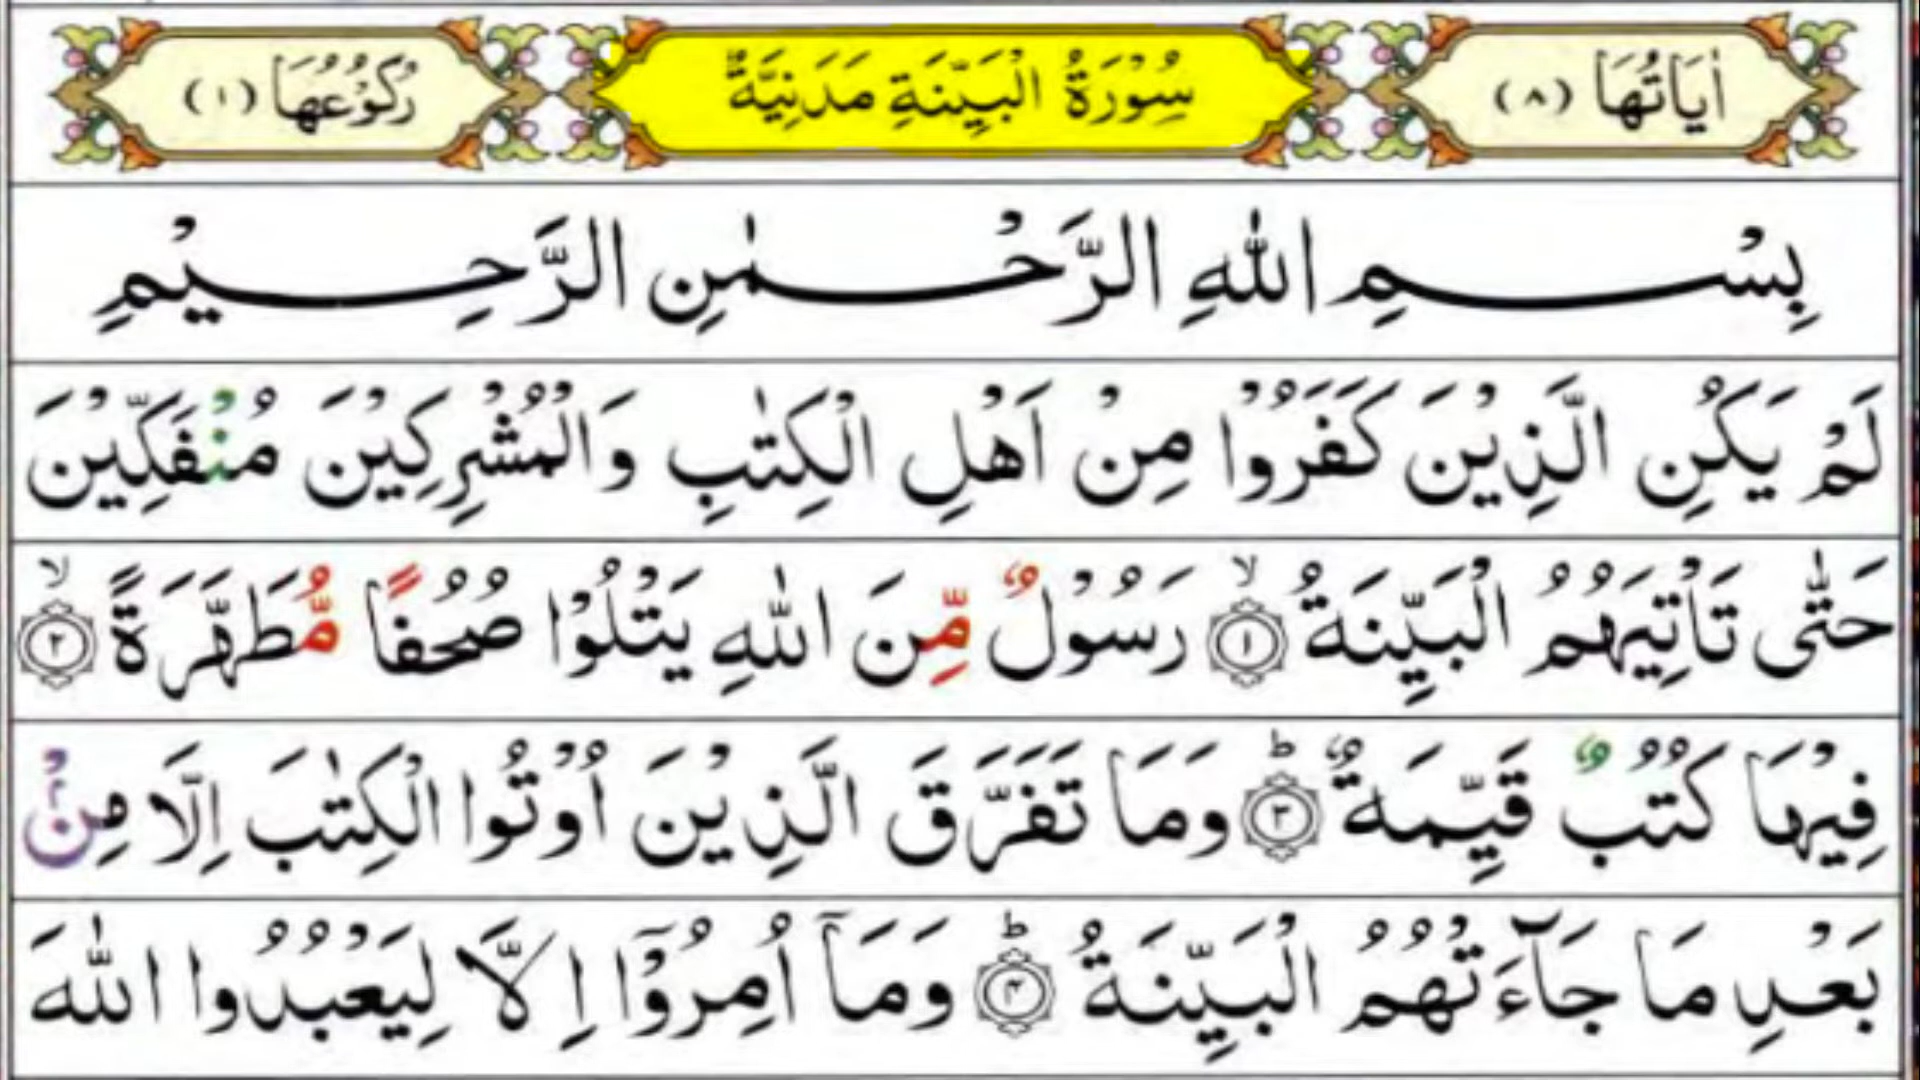 اٰيَاتُهَا (٨) سُوْرَةُ الْبَيِّنَةِ مَدَنِيَّةٌ رُكُوْعُهَا (١)
بِسْمِ اللّٰهِ الرَّحْمٰنِ الرَّحِيْمِ
لَمْ يَكُنِ الَّذِيْنَ كَفَرُوْا مِنْ اَهْلِ الْكِتٰبِ وَالْمُشْرِكِيْنَ مُنْفَكِّيْنَ
حَتّٰى تَاْتِيَهُمُ الْبَيِّنَةُ ۙ ١ رَسُوْلٌ مِّنَ اللّٰهِ يَتْلُوْا صُحُفًا مُّطَهَّرَةً ۙ ٢
فِيْهَا كُتُبٌ قَيِّمَةٌ ؕ ٣ وَمَا تَفَرَّقَ الَّذِيْنَ اُوْتُوا الْكِتٰبَ اِلَّا مِنْۢ
بَعْدِ مَا جَآءَتْهُمُ الْبَيِّنَةُ ؕ ٤ وَمَآ اُمِرُوْٓا اِلَّا لِيَعْبُدُوا اللّٰهَ